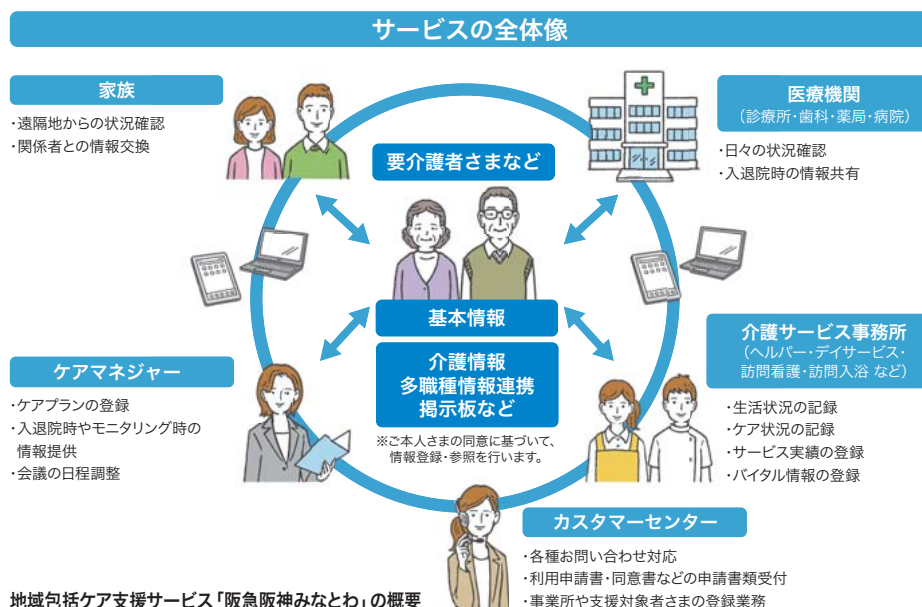 サービスの全体像
家族
・遠隔地からの状況確認
・関係者との情報交換
医療機関
（診療所・歯科・薬局・病院）
・日々の状況確認
・入退院時の情報共有
要介護者さまなど
基本情報
介護情報
多職種情報連携
掲示板など
※ご本人さまの同意に基づいて、
情報登録・参照を行います。
ケアマネジャー
・ケアプランの登録
・入退院時やモニタリング時の
情報提供
・会議の日程調整
介護サービス事務所
（ヘルパー・デイサービス・
訪問看護・訪問入浴 など）
・生活状況の記録
・ケア状況の記録
・サービス実績の登録
・バイタル情報の登録
カスタマーセンター
・各種お問い合わせ対応
・利用申請書・同意書などの申請書類受付
・事業所や支援対象者さまの登録業務
地域包括ケア支援サービス「阪急阪神みなとわ」の概要